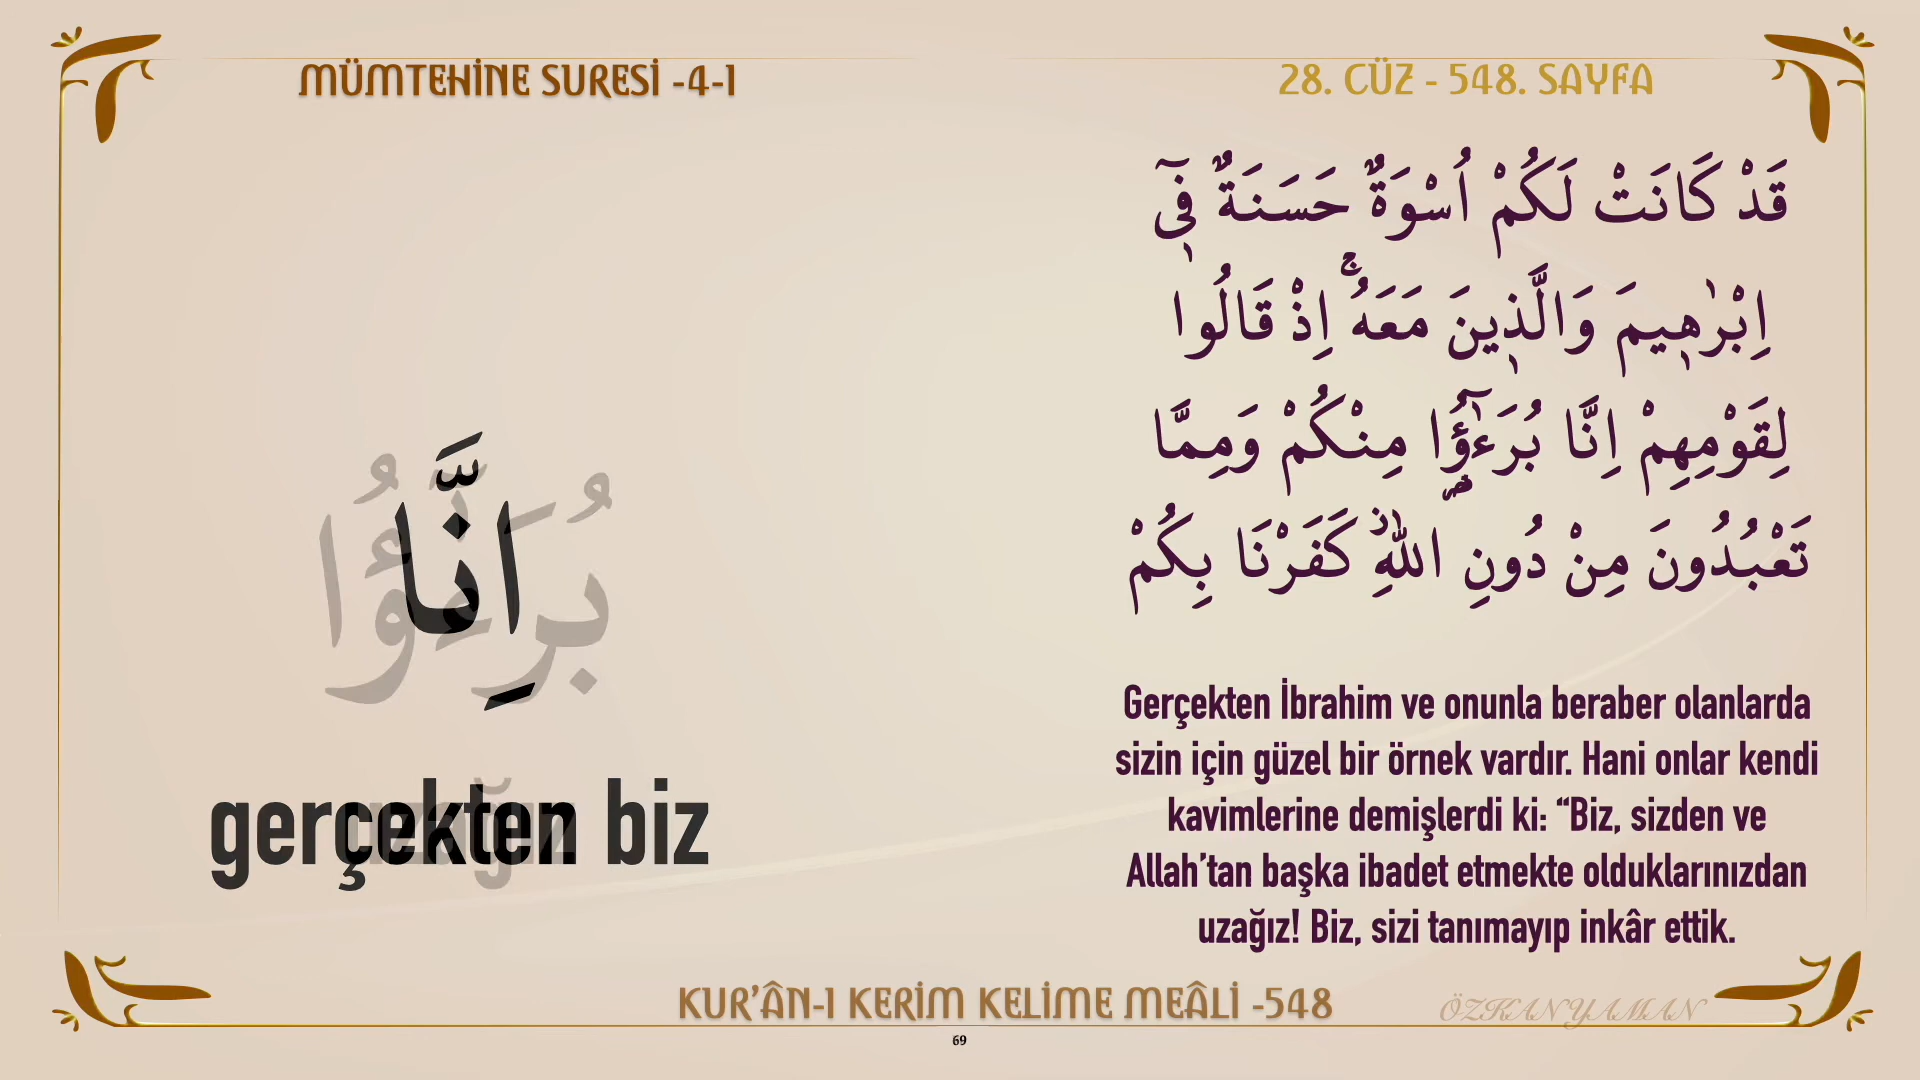 MÜMTEHİNE SURESİ -4-1
28. CÜZ - 548. SAYFA
قَدْ كَانَتْ لَكُمْ اُسْوَةٌ حَسَنَةٌ ف۪ٓي
اِبْرٰه۪يمَ وَالَّذ۪ينَ مَعَهُۚ اِذْ قَالُوا
لِقَوْمِهِمْ اِنَّا بُرَءٰٓؤُ۬ا مِنْكُمْ وَمِمَّا
تَعْبُدُونَ مِنْ دُونِ اللّٰهِۘ كَفَرْنَا بِكُمْ
اِنَّا
بُرَءٰٓؤُا
gerçekten biz
uzağız
Gerçekten İbrahim ve onunla beraber olanlarda
sizin için güzel bir örnek vardır. Hani onlar kendi
kavimlerine demişlerdi ki: “Biz, sizden ve
Allah’tan başka ibadet etmekte olduklarınızdan
uzağız! Biz, sizi tanımayıp inkâr ettik.
KUR’ÂN-I KERİM KELİME MEÂLİ -548
ÖZKAN YAMAN
69